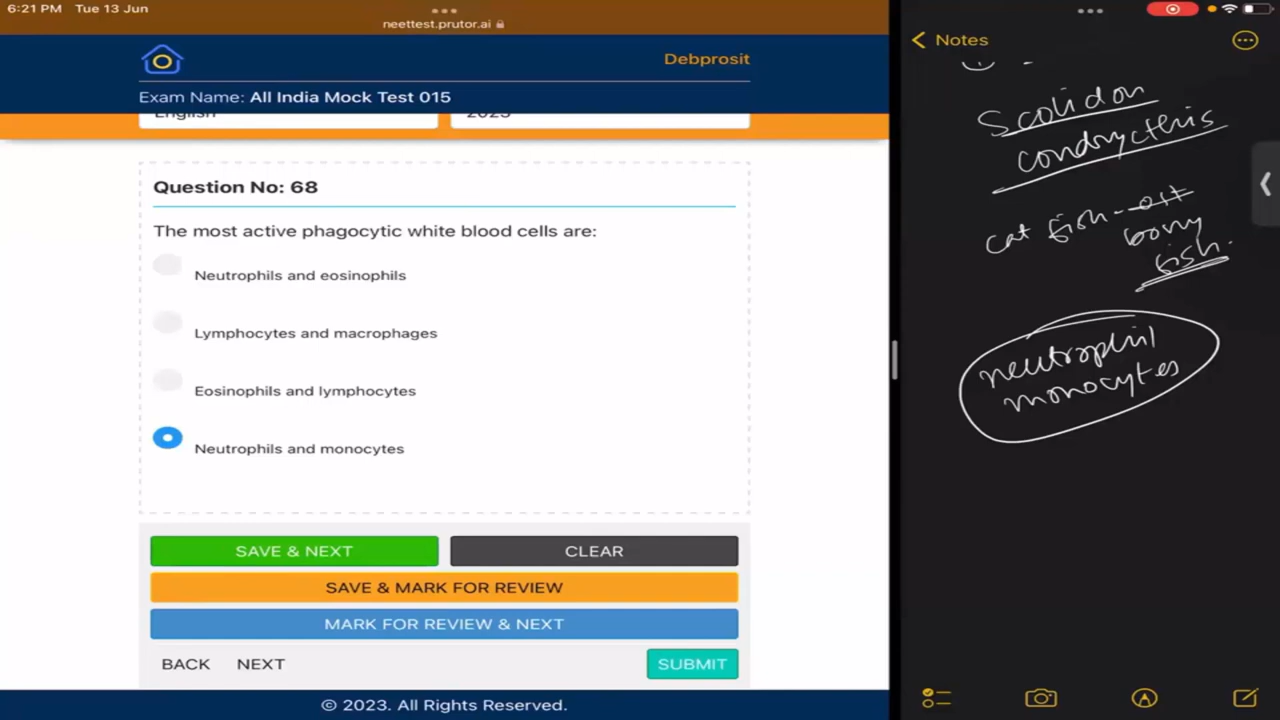 6:21 PM Tue 13 Jun
neettest.prutor.ai
Debprosit
Exam Name: All India Mock Test 015
English
2023
Question No: 68
The most active phagocytic white blood cells are:
Neutrophils and eosinophils
Lymphocytes and macrophages
Eosinophils and lymphocytes
Neutrophils and monocytes
SAVE & NEXT
CLEAR
SAVE & MARK FOR REVIEW
MARK FOR REVIEW & NEXT
BACK
NEXT
SUBMIT
© 2023. All Rights Reserved.
Notes
Scolidon
condrycthis
cat fish -
bony
fish.
neutrophil
monocytes